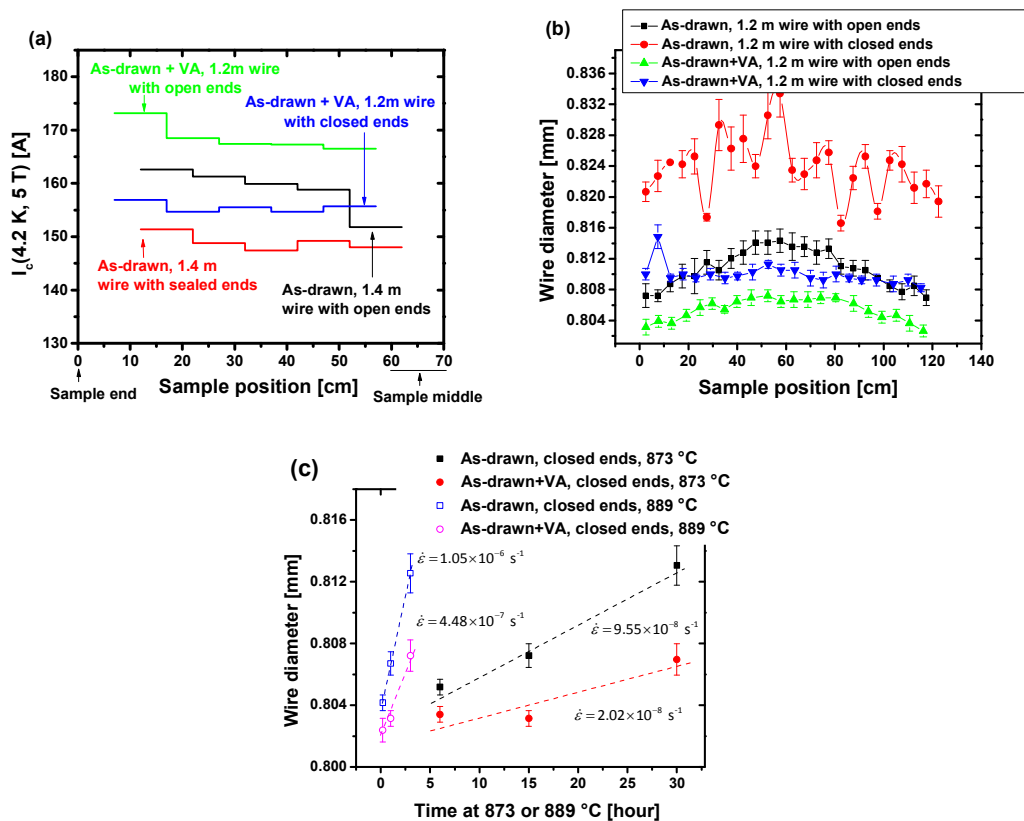 (a)
As-drawn + VA, 1.2m wire
with open ends
As-drawn + VA, 1.2m wire
with closed ends
As-drawn, 1.4 m
wire with sealed ends
As-drawn, 1.4 m
wire with open ends
I_c(4.2 K, 5 T) [A]
180
170
160
150
140
130
0 10 20 30 40 50 60 70
Sample position [cm]
Sample end
Sample middle
(b)
As-drawn, 1.2 m wire with open ends
As-drawn, 1.2 m wire with closed ends
As-drawn+VA, 1.2 m wire with open ends
As-drawn+VA, 1.2 m wire with closed ends
Wire diameter [mm]
0.836
0.832
0.828
0.824
0.820
0.816
0.812
0.808
0.804
0 20 40 60 80 100 120 140
Sample position [cm]
(c)
As-drawn, closed ends, 873 °C
As-drawn+VA, closed ends, 873 °C
As-drawn, closed ends, 889 °C
As-drawn+VA, closed ends, 889 °C
Wire diameter [mm]
0.816
0.812
0.808
0.804
0.800
ε̇ = 1.05×10⁻⁶ s⁻¹
ε̇ = 4.48×10⁻⁷ s⁻¹
ε̇ = 9.55×10⁻⁸ s⁻¹
ε̇ = 2.02×10⁻⁸ s⁻¹
0 5 10 15 20 25 30
Time at 873 or 889 °C [hour]